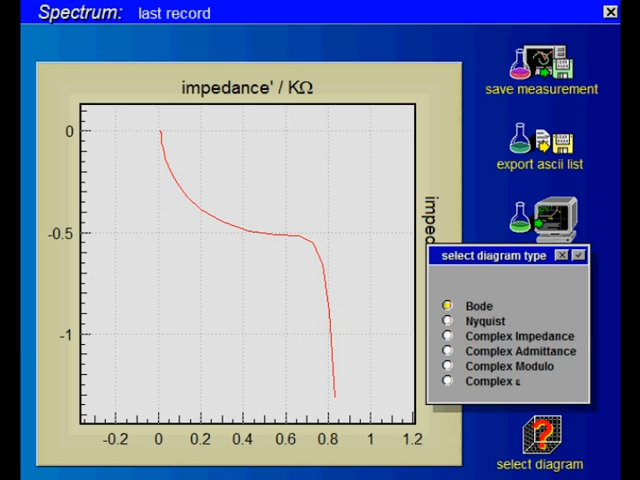 Spectrum: last record
save measurement
impedance' / KΩ
0
-0.5
-1
-0.2 0 0.2 0.4 0.6 0.8 1 1.2
export ascii list
select diagram type
Bode
Nyquist
Complex Impedance
Complex Admittance
Complex Modulo
Complex ε
select diagram